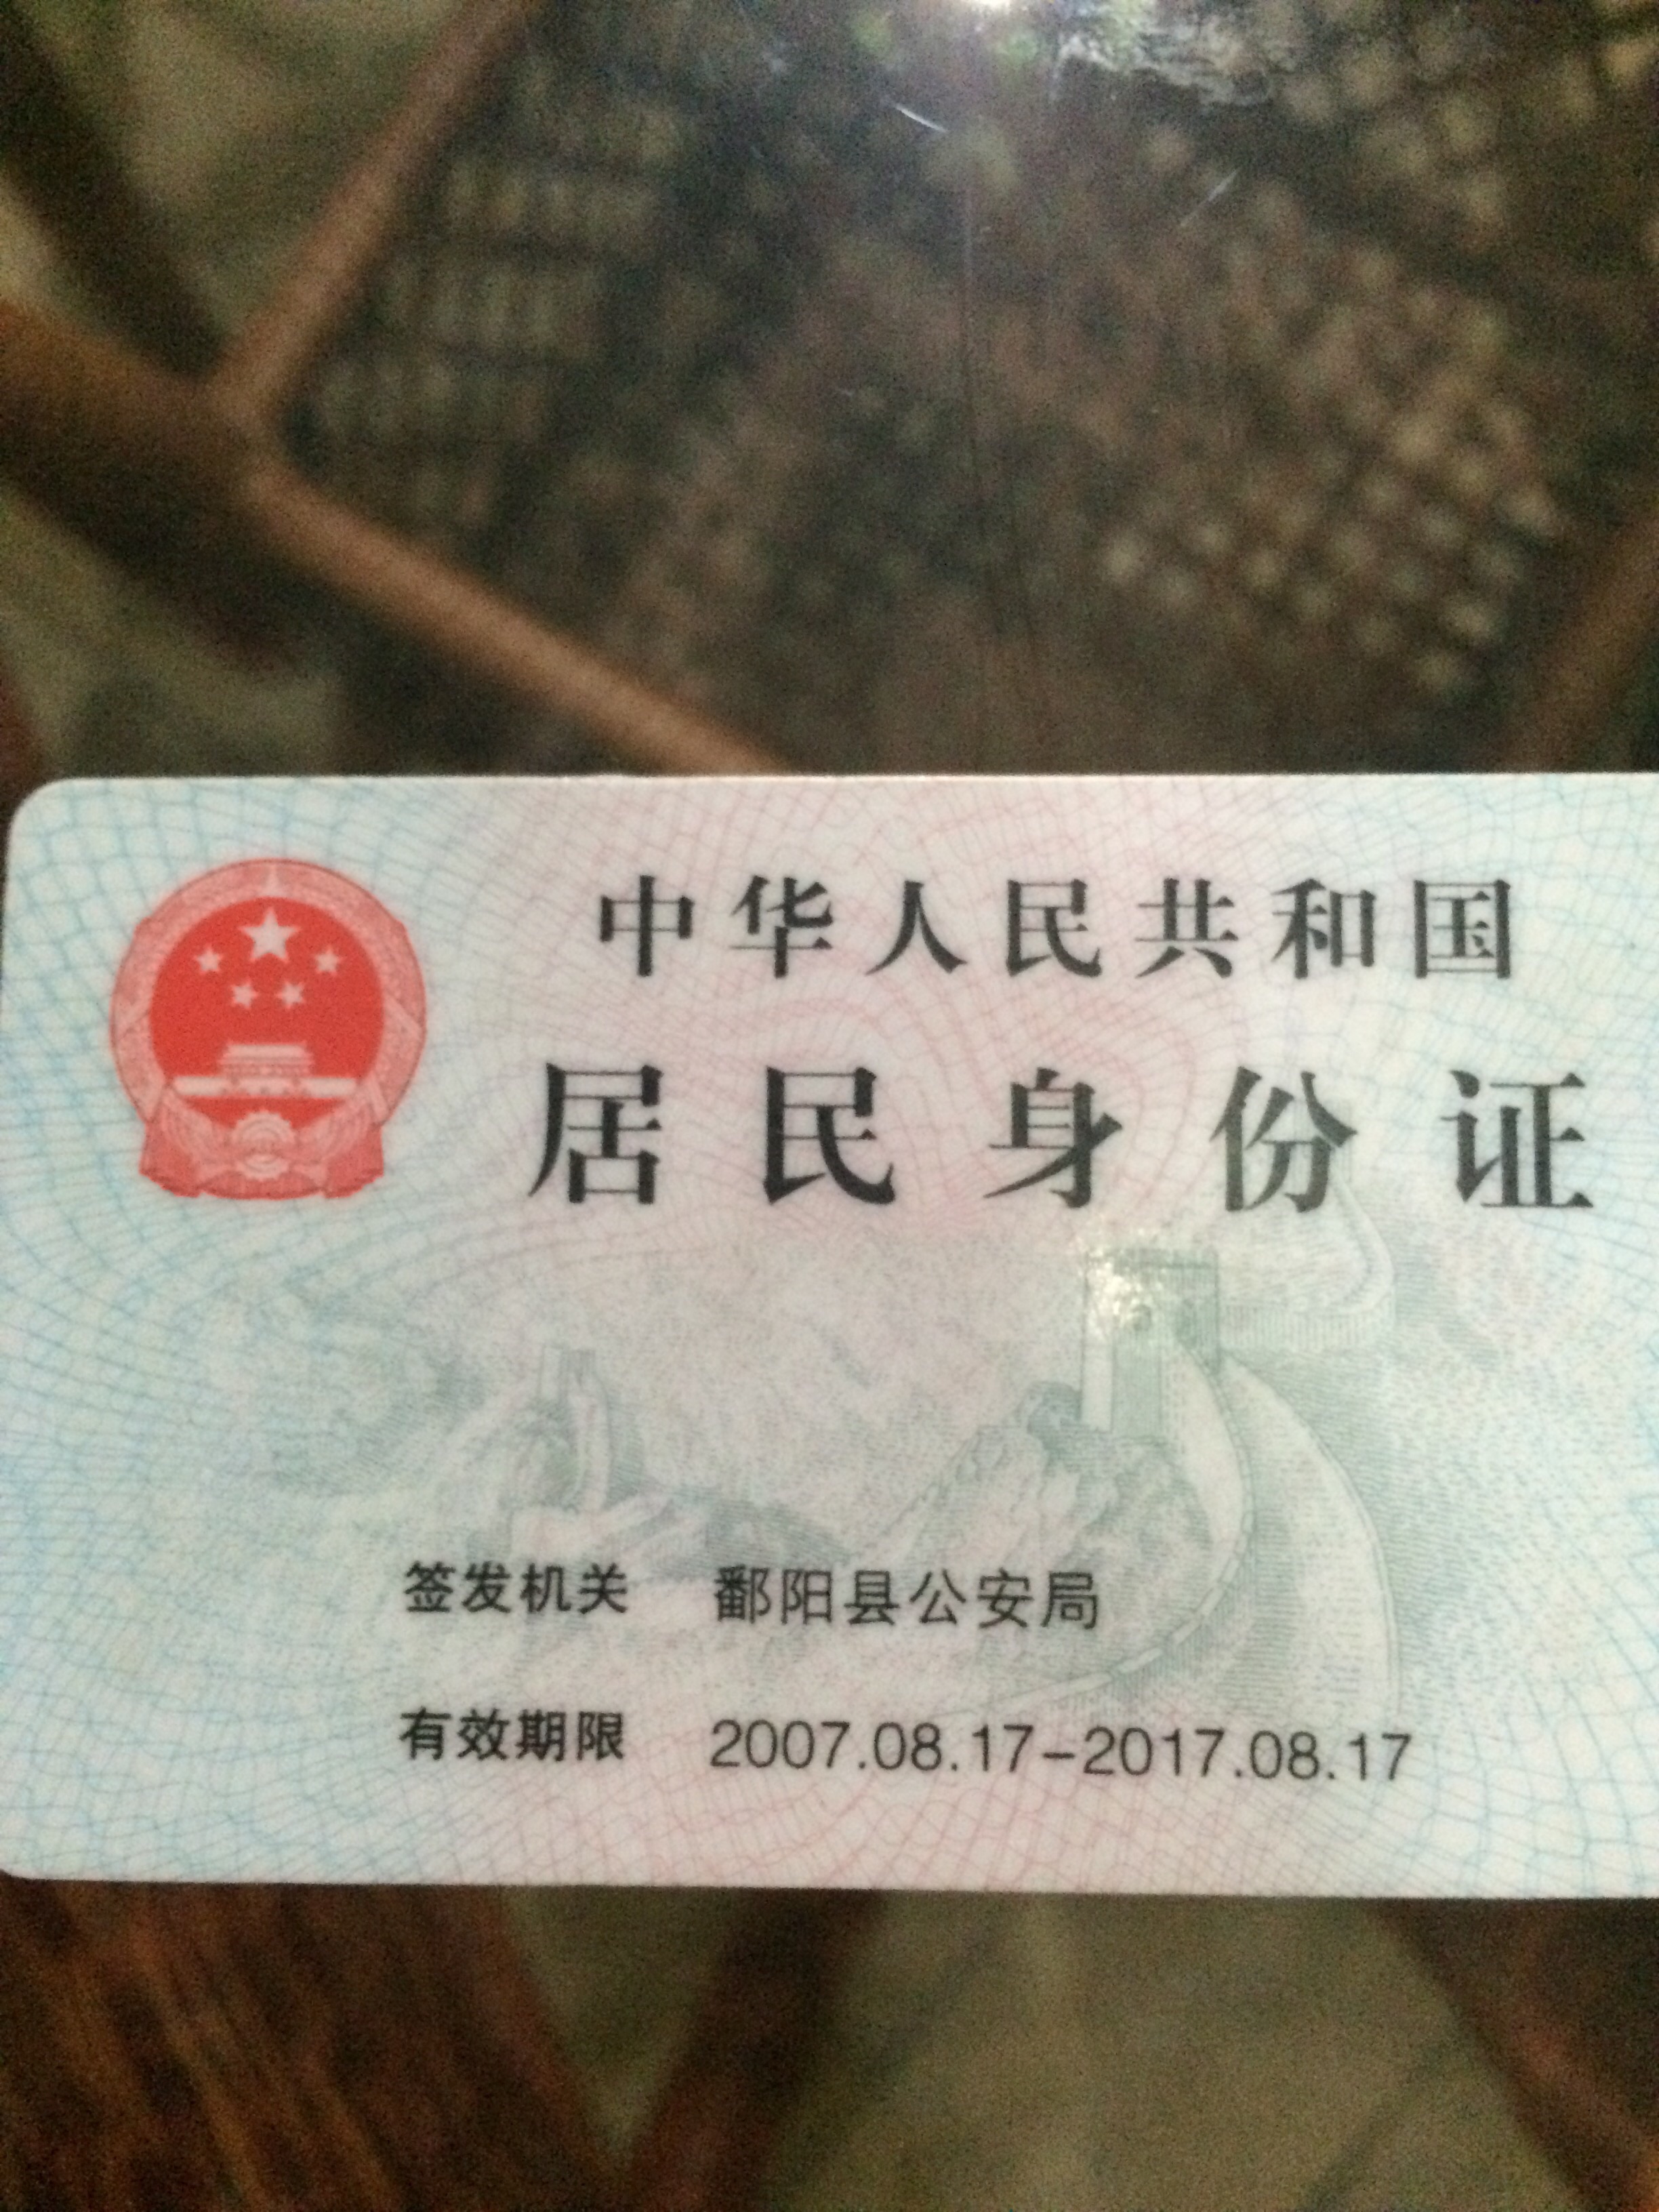 中华人民共和国
居民身份证
签发机关 鄱阳县公安局
有效期限 2007.08.17-2017.08.17